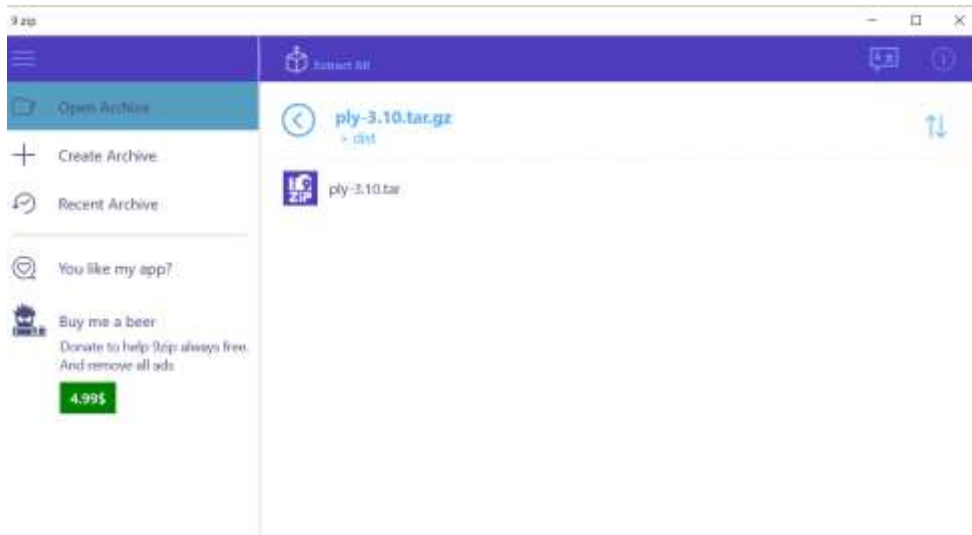 9 zip
Extract All
Open Archive
ply-3.10.tar.gz
> dist
Create Archive
ply-3.10.tar
Recent Archive
You like my app?
Buy me a beer
Donate to help 9zip always free.
And remove all ads
4.99$